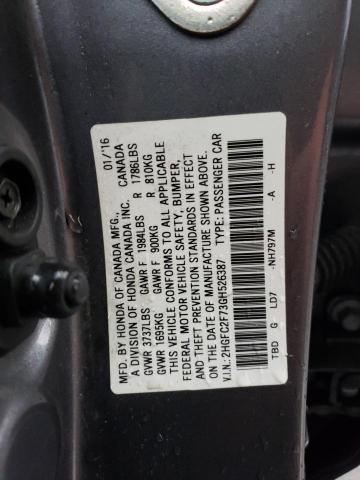 MFD. BY HONDA OF CANADA MFG., 01/'16
A DIVISION OF HONDA CANADA INC. CANADA
GVWR 3737LBS GAWR F 1984LBS R 1786LBS
GVWR 1695KG GAWR F 900KG R 810KG
THIS VEHICLE CONFORMS TO ALL APPLICABLE
FEDERAL MOTOR VEHICLE SAFETY, BUMPER,
AND THEFT PREVENTION STANDARDS IN EFFECT
ON THE DATE OF MANUFACTURE SHOWN ABOVE.
V.I.N.: 2HGFC2F73GH526387 TYPE: PASSENGER CAR
TBD G LD7 -NH797M -A -H